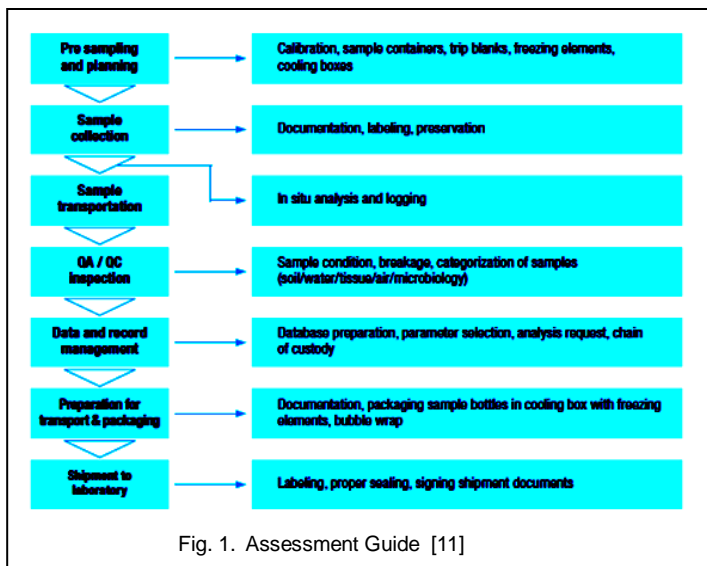 Pre sampling
and planning
Calibration, sample containers, trip blanks, freezing elements,
cooling boxes
Sample
collection
Documentation, labeling, preservation
Sample
transportation
In situ analysis and logging
QA / QC
inspection
Sample condition, breakage, categorization of samples
(soil/water/tissue/air/microbiology)
Data and record
management
Database preparation, parameter selection, analysis request, chain
of custody
Preparation for
transport & packaging
Documentation, packaging sample bottles in cooling box with freezing
elements, bubble wrap
Shipment to
laboratory
Labeling, proper sealing, signing shipment documents
Fig. 1. Assessment Guide [11]